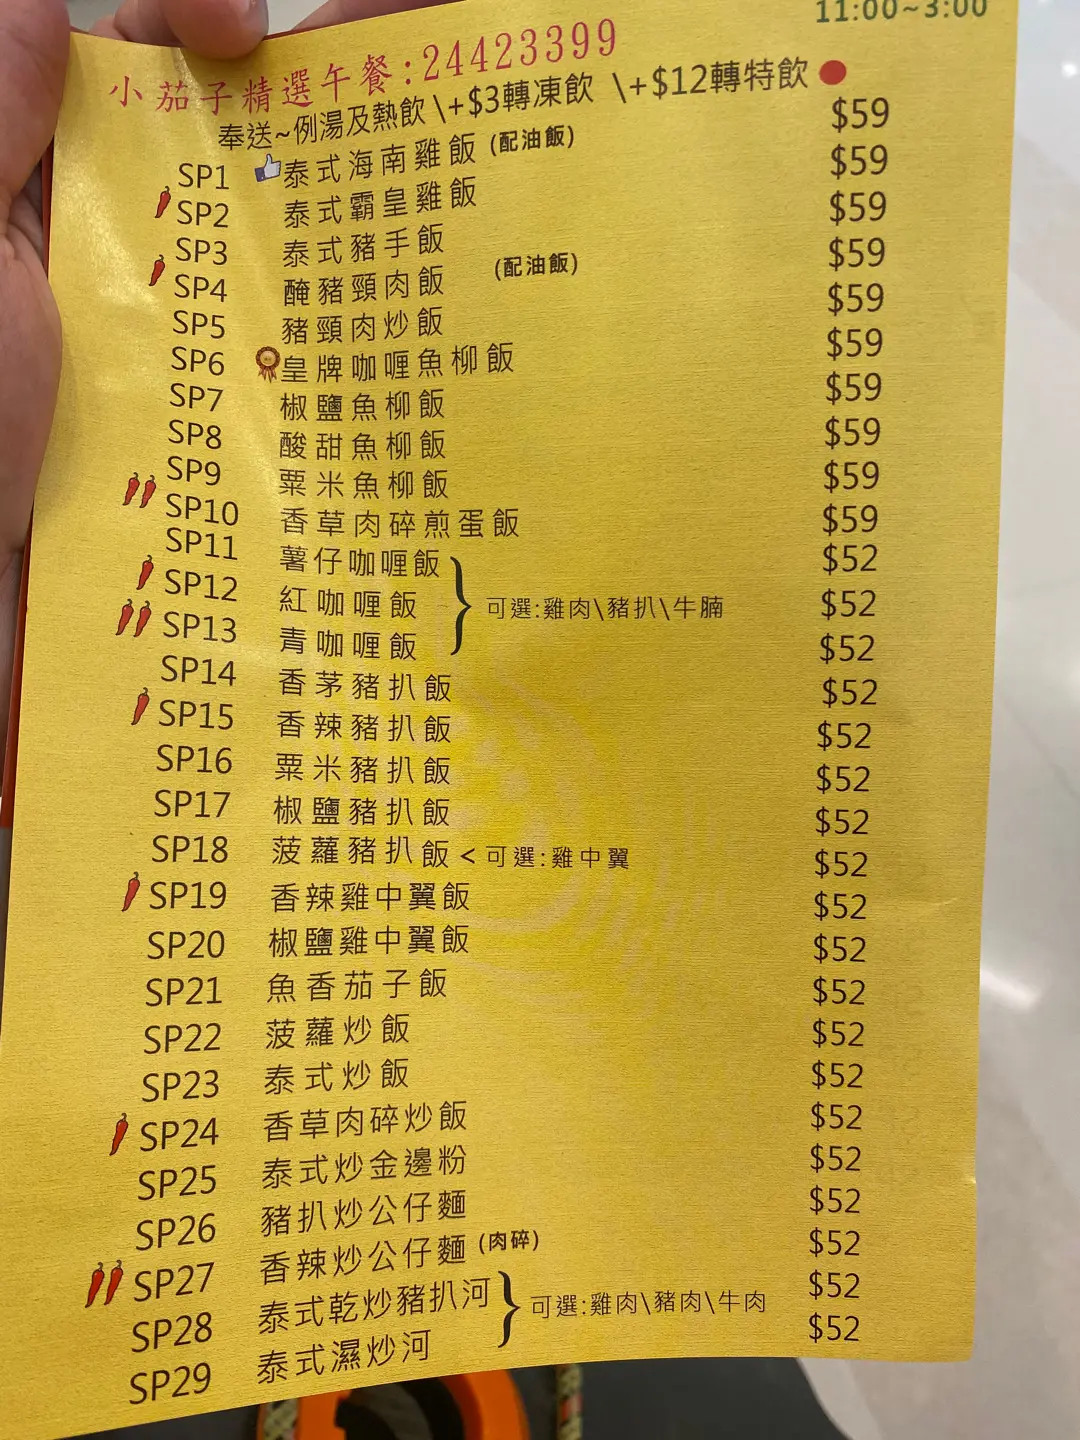 11:00~3:00
小茄子精選午餐:24423399
奉送~例湯及熱飲\+$3轉凍飲 \+$12轉特飲
SP1 泰式海南雞飯 (配油飯) $59
SP2 泰式霸皇雞飯 $59
SP3 泰式豬手飯 $59
SP4 醃豬頸肉飯 (配油飯) $59
SP5 豬頸肉炒飯 $59
SP6 皇牌咖喱魚柳飯 $59
SP7 椒鹽魚柳飯 $59
SP8 酸甜魚柳飯 $59
SP9 粟米魚柳飯 $59
SP10 香草肉碎煎蛋飯 $59
SP11 薯仔咖喱飯 $52
SP12 紅咖喱飯 可選:雞肉\豬扒\牛腩 $52
SP13 青咖喱飯 $52
SP14 香茅豬扒飯 $52
SP15 香辣豬扒飯 $52
SP16 粟米豬扒飯 $52
SP17 椒鹽豬扒飯 $52
SP18 菠蘿豬扒飯 < 可選:雞中翼 $52
SP19 香辣雞中翼飯 $52
SP20 椒鹽雞中翼飯 $52
SP21 魚香茄子飯 $52
SP22 菠蘿炒飯 $52
SP23 泰式炒飯 $52
SP24 香草肉碎炒飯 $52
SP25 泰式炒金邊粉 $52
SP26 豬扒炒公仔麵 $52
SP27 香辣炒公仔麵 (肉碎) $52
SP28 泰式乾炒豬扒河 可選:雞肉\豬肉\牛肉 $52
SP29 泰式濕炒河 $52